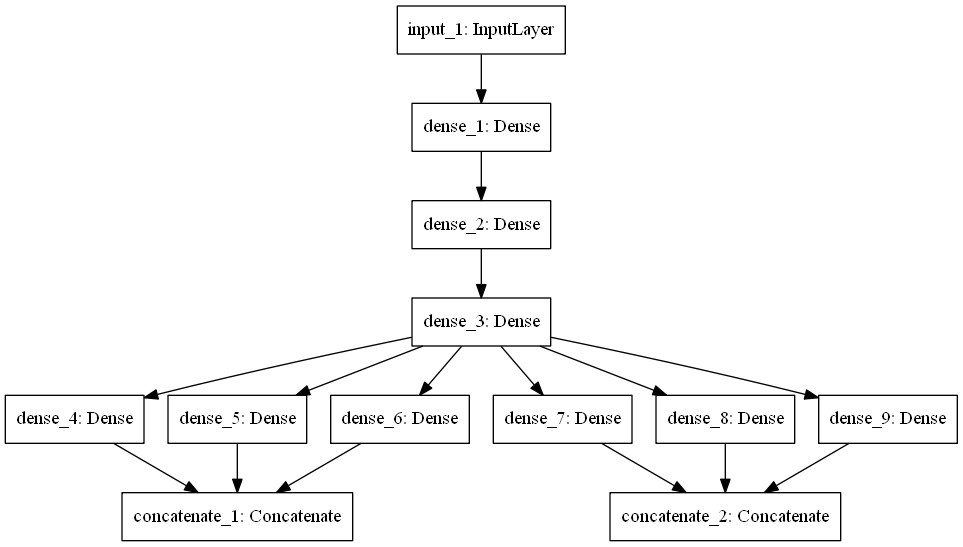 input_1: InputLayer
dense_1: Dense
dense_2: Dense
dense_3: Dense
dense_4: Dense
dense_5: Dense
dense_6: Dense
dense_7: Dense
dense_8: Dense
dense_9: Dense
concatenate_1: Concatenate
concatenate_2: Concatenate